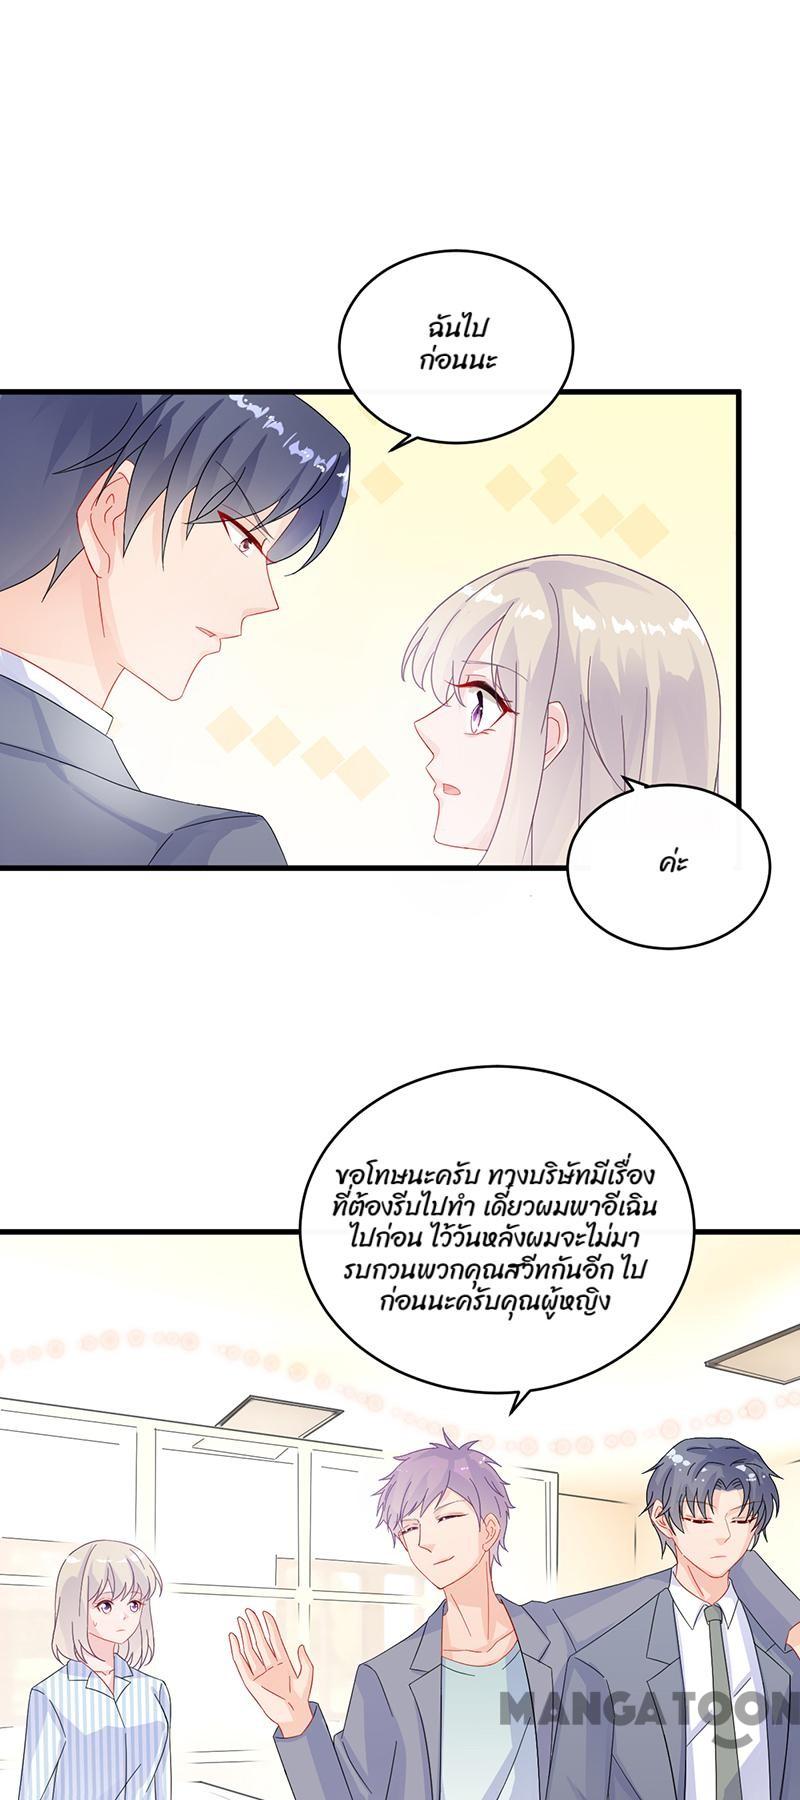 ฉันไป
ก่อนนะ
ค่ะ
ขอโทษนะครับ ทางบริษัทมีเรื่อง
ที่ต้องรีบไปทำ เดี๋ยวผมพาอีเฉิน
ไปก่อน ไว้วันหลังผมจะไม่มา
รบกวนพวกคุณสวีทกันอีก ไป
ก่อนนะครับคุณผู้หญิง
MANGATOON